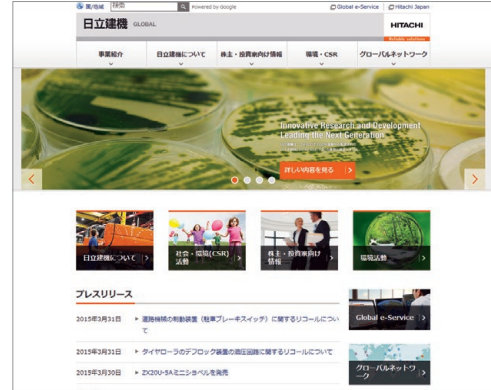 国/地域 検索 Powered by Google Global e-Service Hitachi Japan
日立建機 GLOBAL HITACHI
Reliable solutions
事業紹介 日立建機について 株主・投資家向け情報 環境・CSR グローバルネットワーク
Innovative Research and Development
Leading the Next Generation
詳しい内容を見る
日立建機について 社会・環境(CSR)活動 株主・投資家向け情報 環境活動
プレスリリース
2015年3月31日 道路機械の制動装置（駐車ブレーキスイッチ）に関するリコールについ
て
Global e-Service
2015年3月31日 タイヤローラのデフロック装置の油圧回路に関するリコールについて
2015年3月30日 ZX20U-5Aミニショベルを発売
グローバルネットワ
ーク